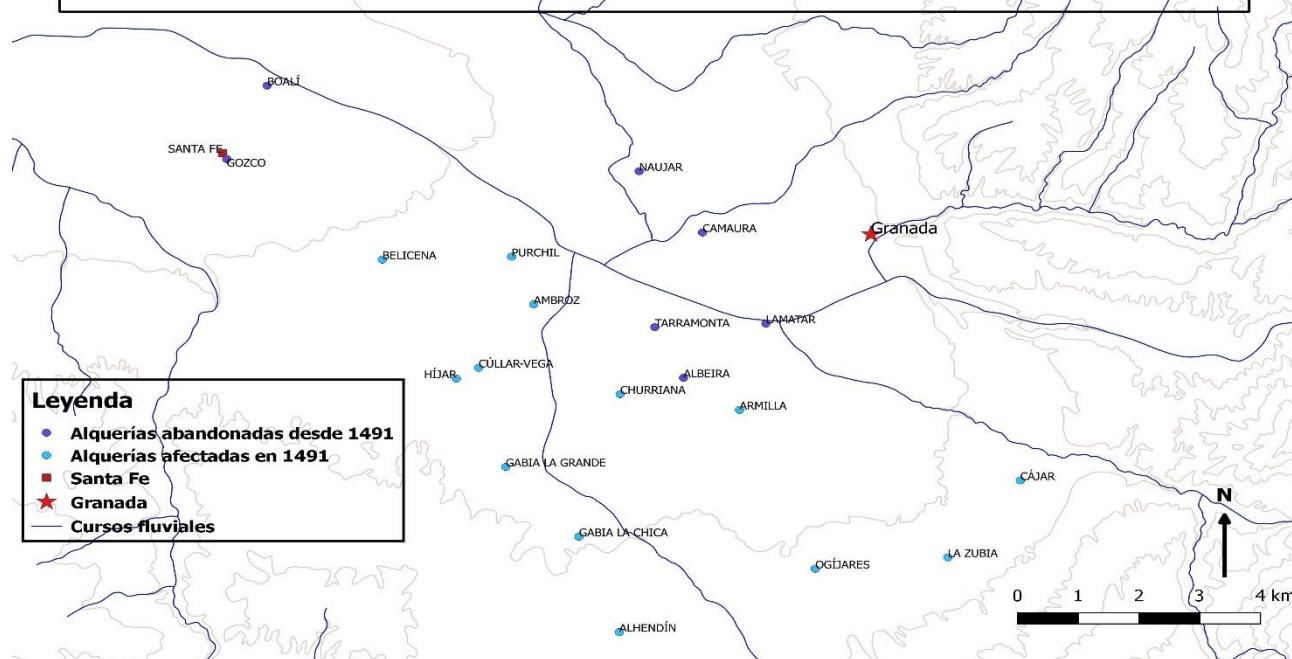 BOALÍ
SANTA FE
GOZCO
NAUJAR
CAMAURA
Granada
BELICENA
PURCHIL
AMBROZ
TARRAMONTA
LAMATAR
HÍJAR
CÚLLAR-VEGA
ALBEIRA
CHURRIANA
ARMILLA
Leyenda
Alquerías abandonadas desde 1491
Alquerías afectadas en 1491
Santa Fe
Granada
Cursos fluviales
GABIA LA GRANDE
CÁJAR
N
GABIA LA CHICA
LA ZUBIA
OGÍJARES
0 1 2 3 4 km
ALHENDÍN